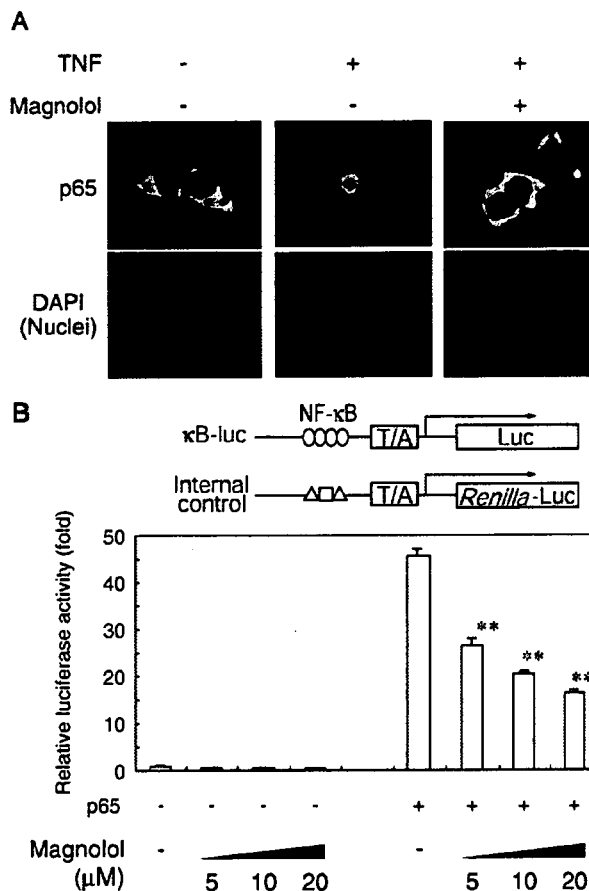 A
TNF - + +
Magnolol - - +
p65
DAPI
(Nuclei)
B
NF-κB
κB-luc T/A Luc
Internal
control T/A Renilla-Luc
Relative luciferase activity (fold)
50
40
30
20
10
0
** ** **
p65 - - - - + + + +
Magnolol
(μM) - 5 10 20 - 5 10 20